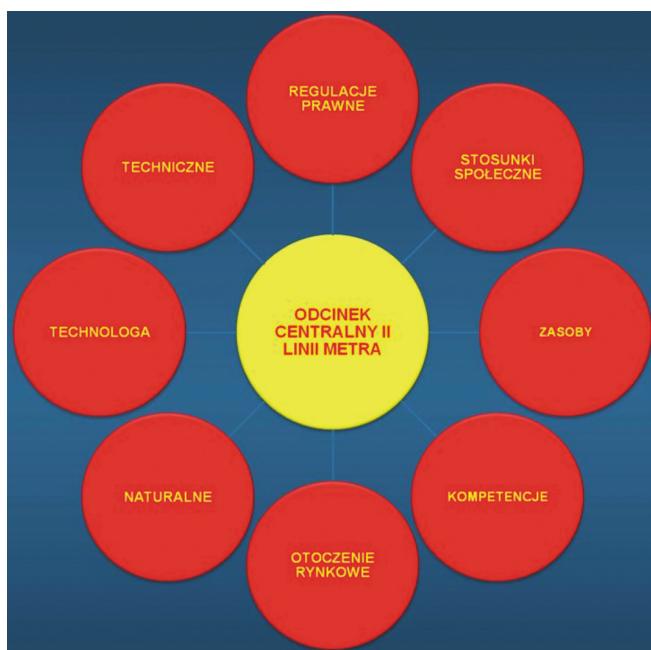 REGULACJE
PRAWNE
STOSUNKI
SPOŁECZNE
ZASOBY
KOMPETENCJE
OTOCZENIE
RYNKOWE
NATURALNE
TECHNOLOGA
TECHNICZNE
ODCINEK
CENTRALNY II
LINII METRA